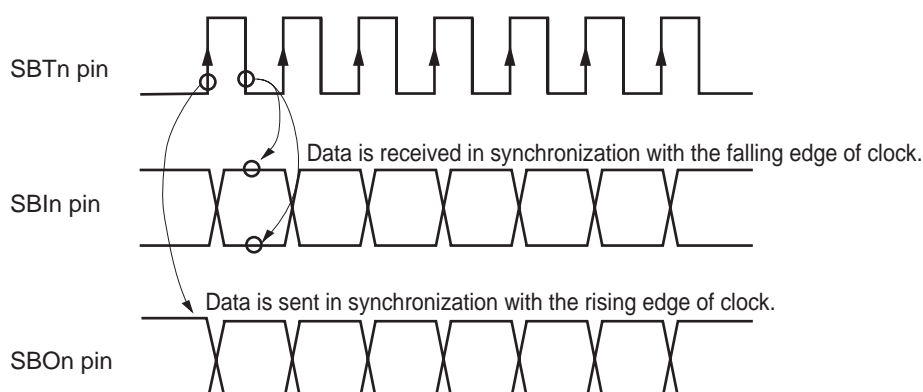 SBTn pin
Data is received in synchronization with the falling edge of clock.
SBIn pin
Data is sent in synchronization with the rising edge of clock.
SBOn pin